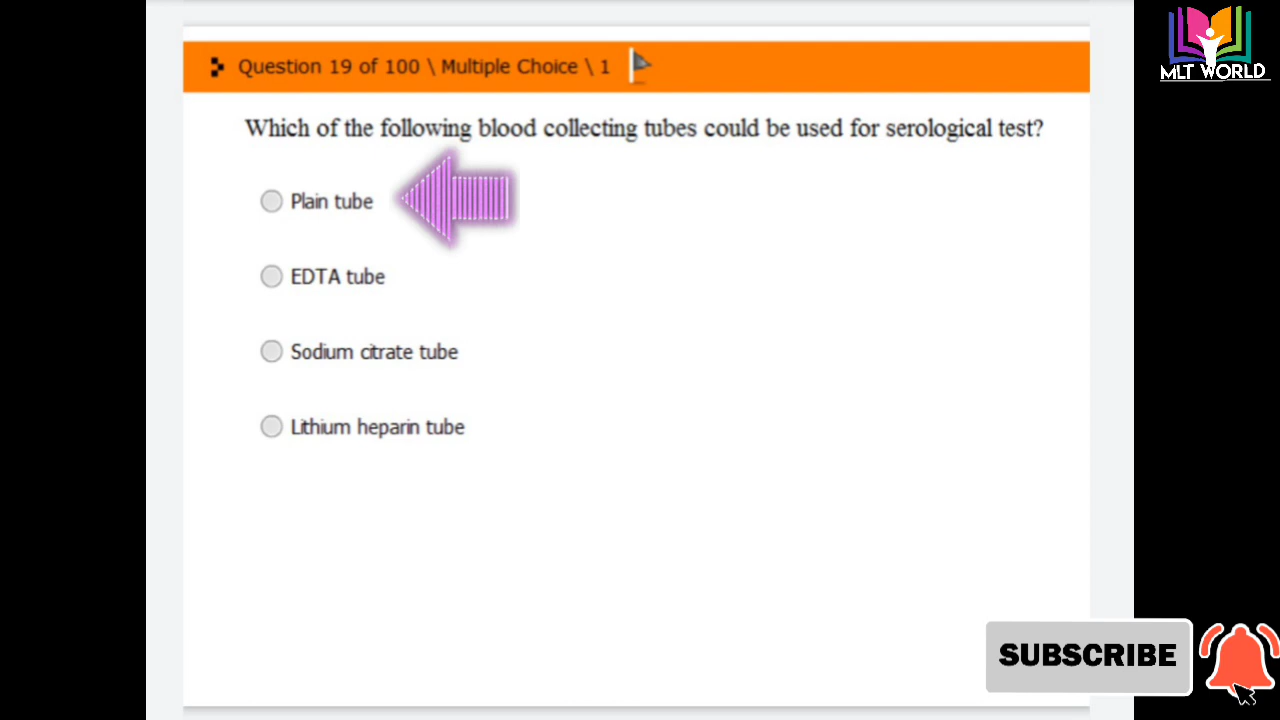 MLT WORLD
Question 19 of 100 \ Multiple Choice \ 1
Which of the following blood collecting tubes could be used for serological test?
Plain tube
EDTA tube
Sodium citrate tube
Lithium heparin tube
SUBSCRIBE